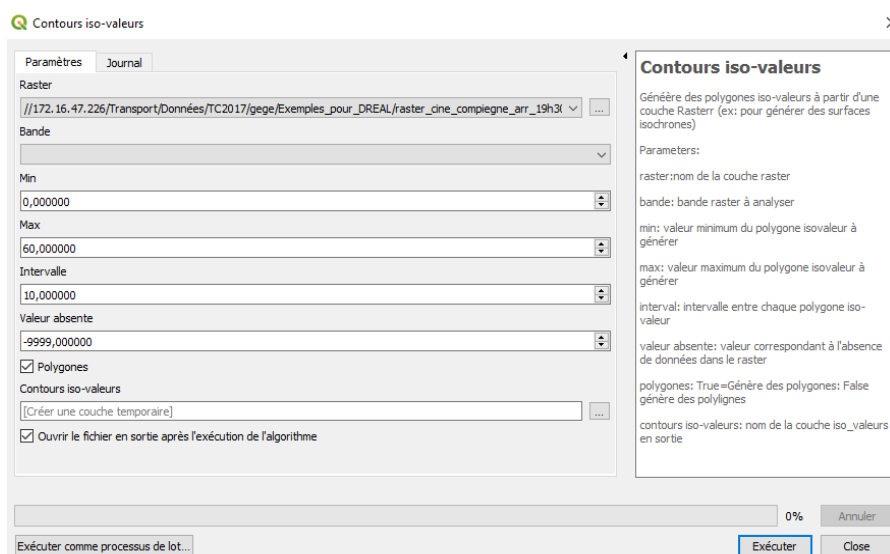 Contours iso-valeurs
Paramètres
Journal
Raster
//172.16.47.226/Transport/Données/TC2017/gege/Exemples_pour_DREAL/raster_cine_compiegne_arr_19h3(
...
Bande
Min
0,000000
Max
60,000000
Intervalle
10,000000
Valeur absente
-9999,000000
Polygones
Contours iso-valeurs
[Créer une couche temporaire]
...
Ouvrir le fichier en sortie après l'exécution de l'algorithme
Contours iso-valeurs
Généère des polygones iso-valeurs à partir d'une
couche Rasterr (ex: pour générer des surfaces
isochrones)
Parameters:
raster:nom de la couche raster
bande: bande raster à analyser
min: valeur minimum du polygone isovaleur à
générer
max: valeur maximum du polygone isovaleur à
générer
interval: intervalle entre chaque polygone iso-
valeur
valeur absente: valeur correspondant à l'absence
de données dans le raster
polygones: True=Génère des polygones: False
génère des polylignes
contours iso-valeurs: nom de la couche iso_valeurs
en sortie
0%
Annuler
Exécuter comme processus de lot...
Exécuter
Close